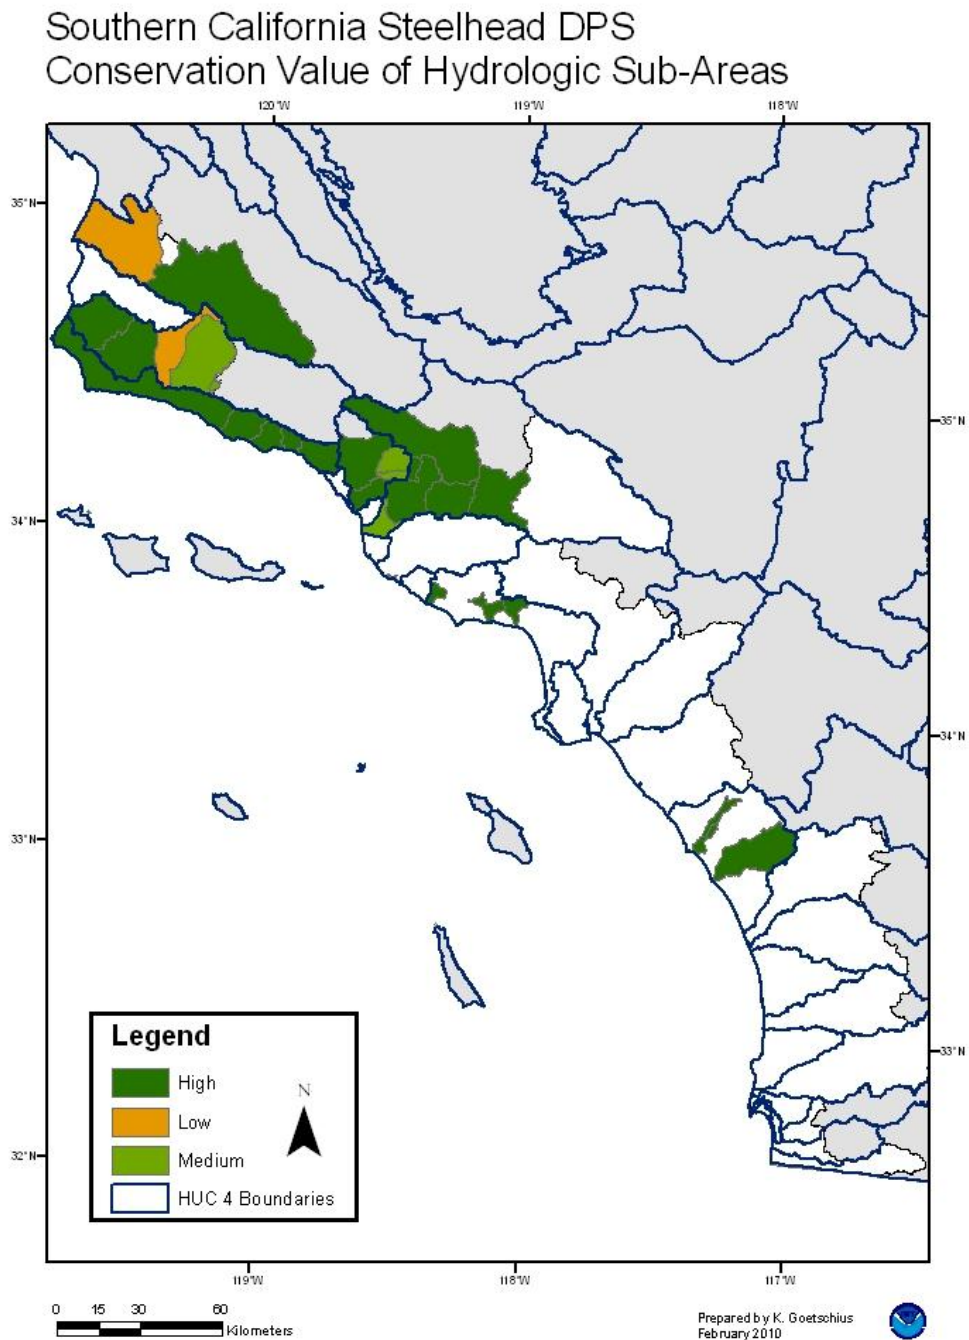 Southern California Steelhead DPS
Conservation Value of Hydrologic Sub-Areas
120°W 119°W 118°W
35°N
35°N
34°N
34°N
33°N
33°N
32°N
Legend
High
Low
Medium
HUC 4 Boundaries
N
119°W 118°W 117°W
0 15 30 60
Kilometers
Prepared by K. Goetschius
February 2010